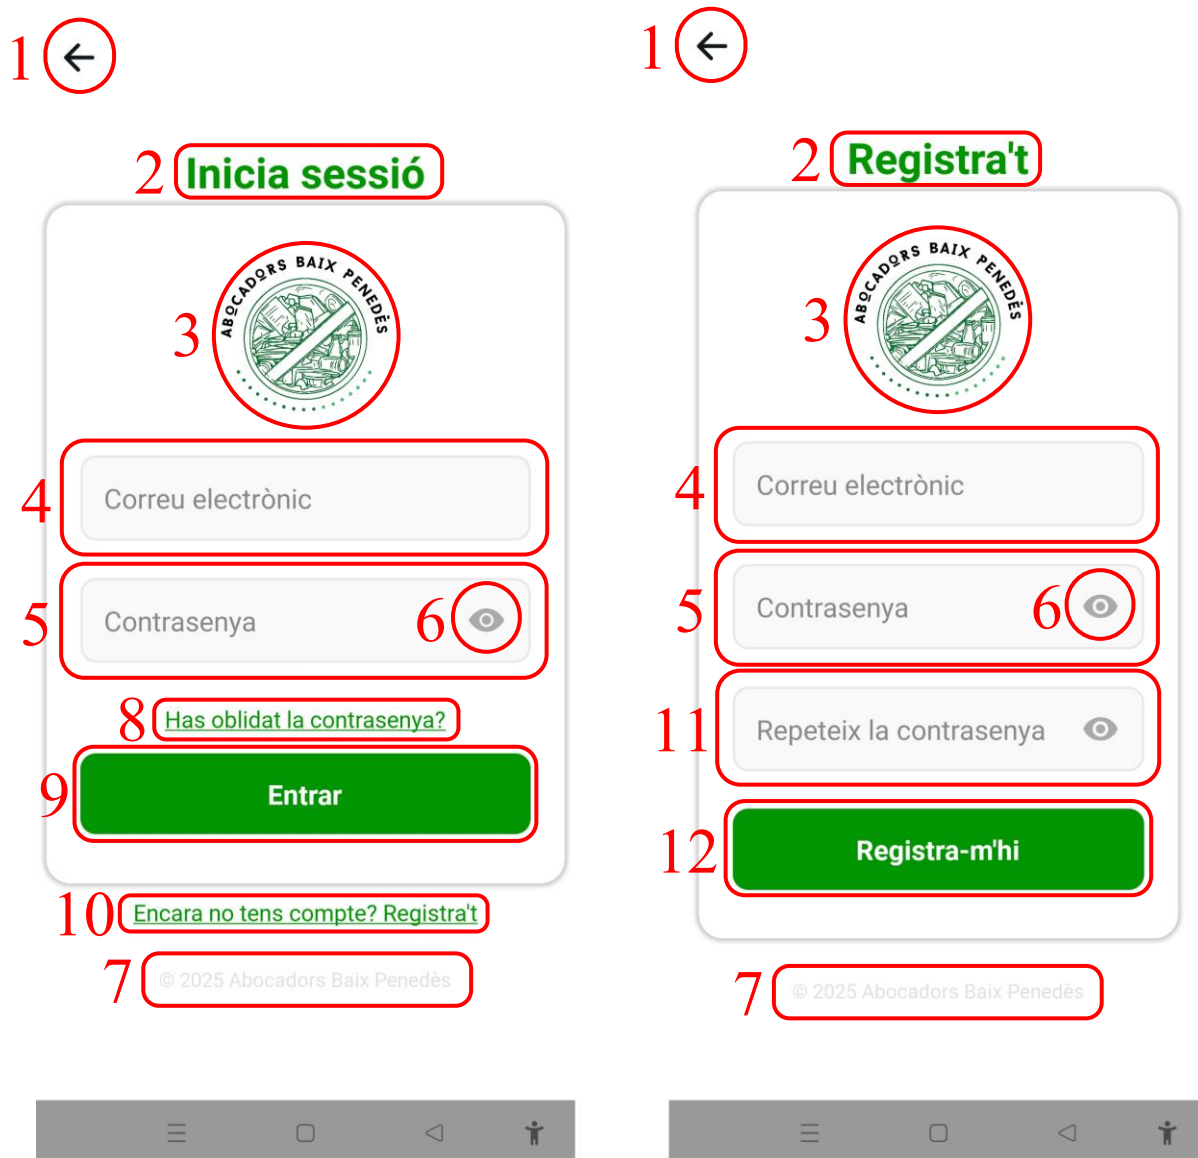 1
2 Inicia sessió
ABOCADORS BAIX PENEDÈS
3
4 Correu electrònic
5 Contrasenya 6
8 Has oblidat la contrasenya?
9 Entrar
10 Encara no tens compte? Registra't
7 © 2025 Abocadors Baix Penedès
1
2 Registra't
ABOCADORS BAIX PENEDÈS
3
4 Correu electrònic
5 Contrasenya 6
11 Repeteix la contrasenya
12 Registra-m'hi
7 © 2025 Abocadors Baix Penedès